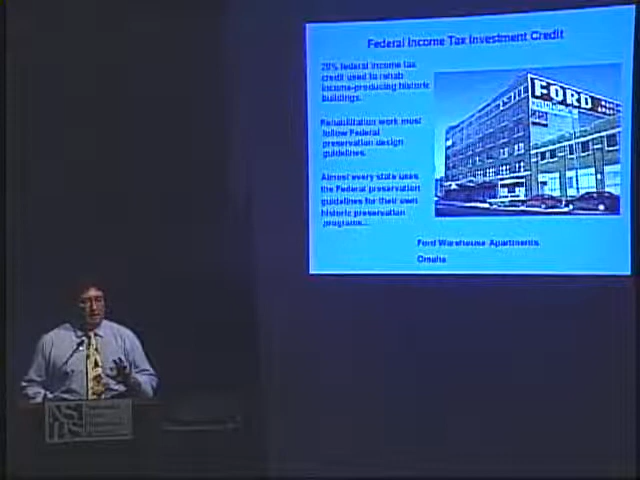 Federal Income Tax Investment Credit
20% federal income tax
credit used to rehab
income-producing historic
buildings.
Rehabilitation work must
follow Federal
preservation design
guidelines.
Almost every state uses
the Federal preservation
guidelines for their own
historic preservation
programs...
FORD
Ford Warehouse Apartments
Omaha